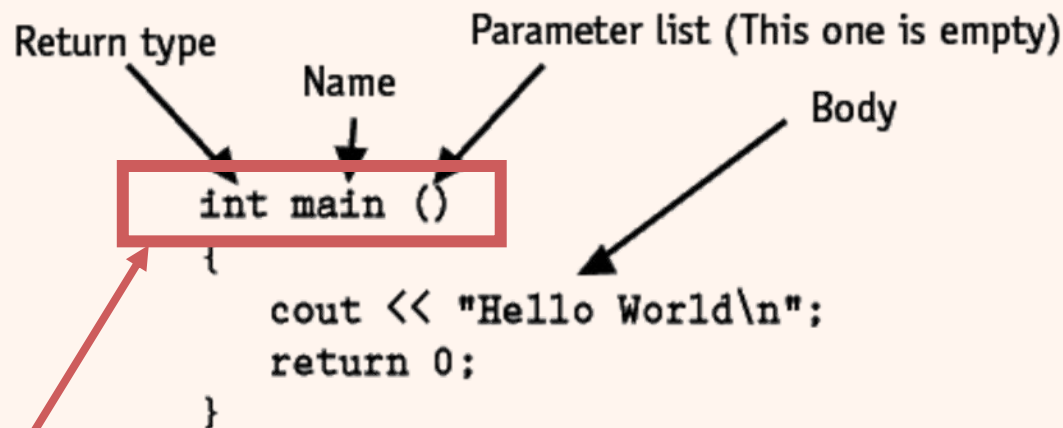 Return type
Parameter list (This one is empty)
Name
Body
int main ()
{
cout << "Hello World\n";
return 0;
}